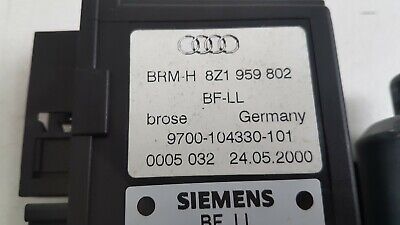 BRM-H 8Z1 959 802
BF-LL
brose Germany
9700-104330-101
0005 032 24.05.2000
SIEMENS
BF LL